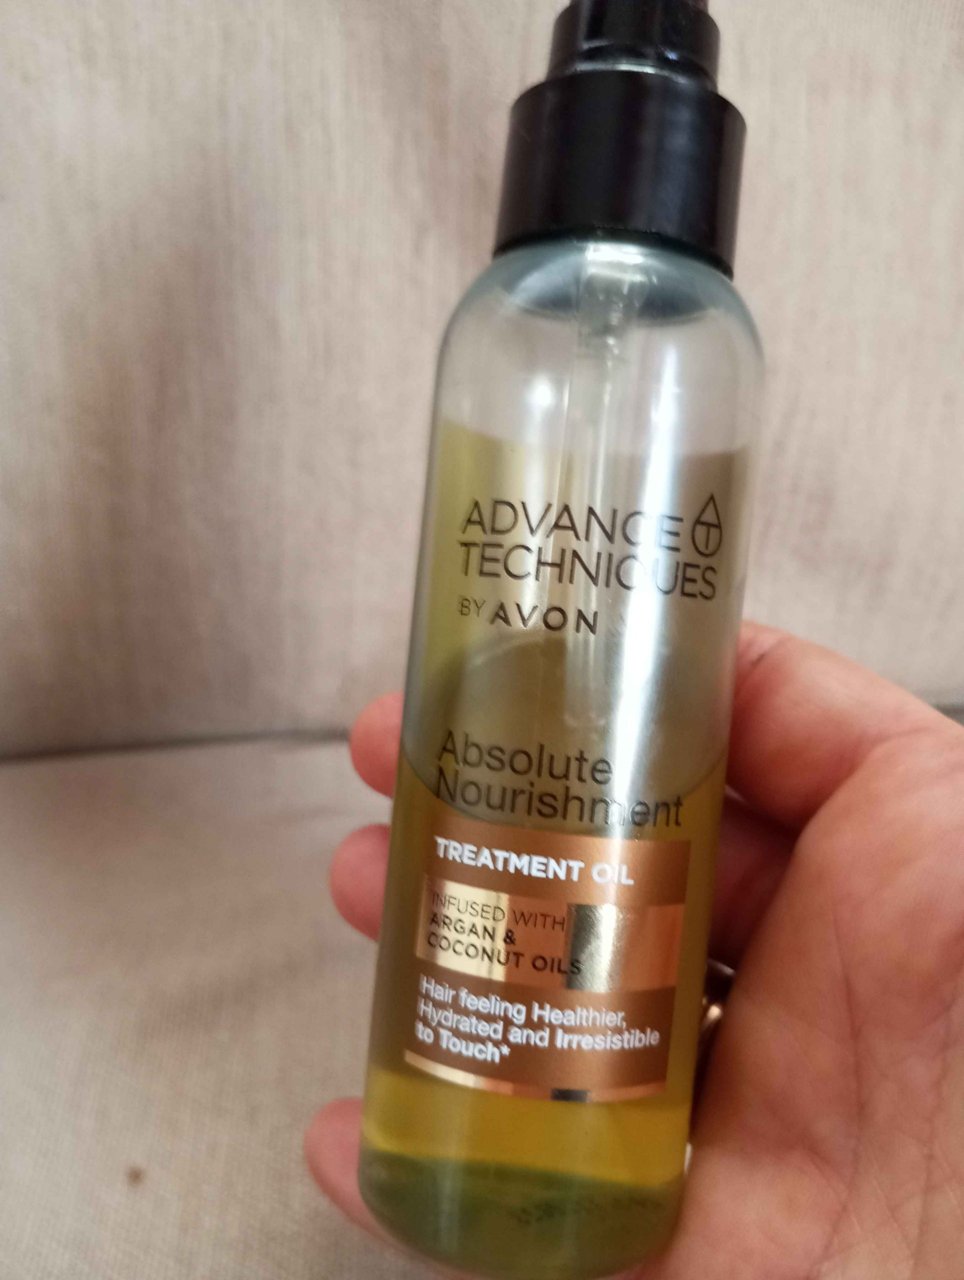 ADVANCE
TECHNIQUES
BY AVON
Absolute
Nourishment
TREATMENT OIL
INFUSED WITH
ARGAN &
COCONUT OILS
Hair feeling Healthier,
Hydrated and Irresistible
to Touch*